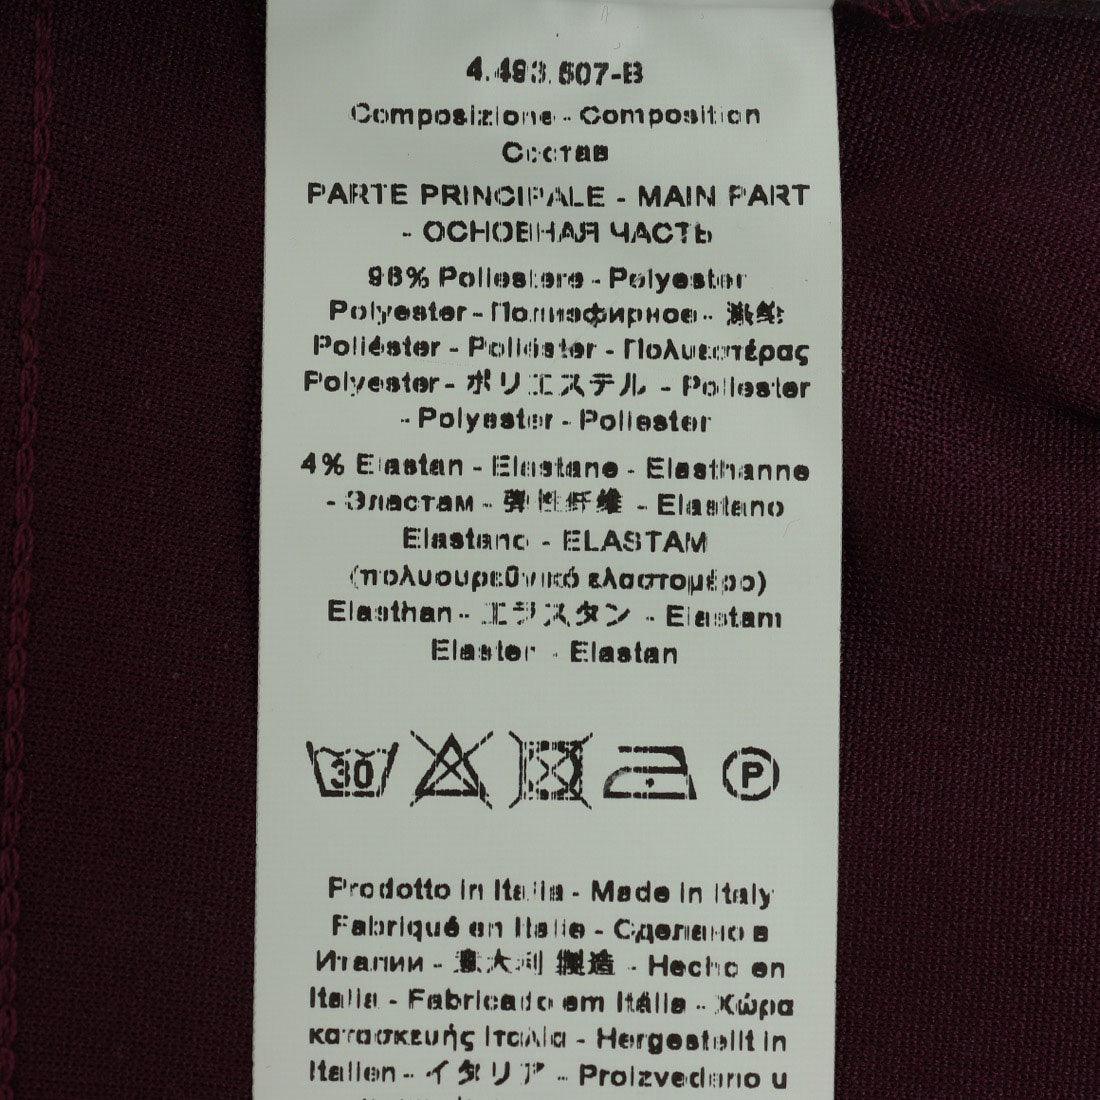 4.493.607-B
Composizione - Composition
Состав
PARTE PRINCIPALE - MAIN PART
- ОСНОВНАЯ ЧАСТЬ
96% Poliestere - Polyester
Polyester - Полиэфирное - 涤纶
Poliéster - Poliéster - Πολυεστέρας
Polyester - ポリエステル - Poliester
- Polyester - Poliester
4% Elastan - Elastane - Elasthanne
- Эластам - 弹性纤维 - Elastano
Elastano - ELASTAM
(πολυουρεθνικό ελαστομέρο)
Elasthan - エラスタン - Elastam
Elaster - Elastan
30
P
Prodotto in Italia - Made in Italy
Fabriqué en Italie - Сделано в
Италии - 意大利 製造 - Hecho en
Italia - Fabricado em Itália - Χώρα
κατασκευής Ιταλία - Hergestellt in
Italien - イタリア - Proizvedano u